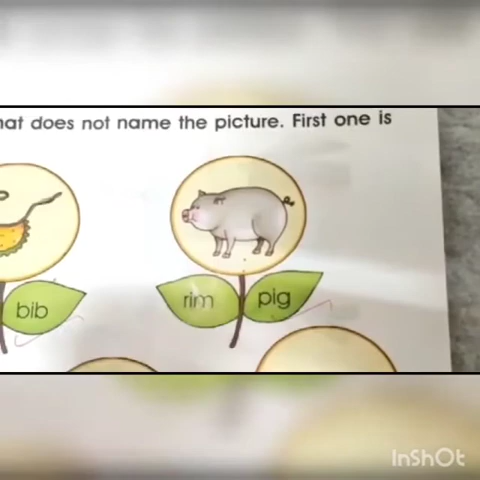 hat does not name the picture. First one is
bib
rim
pig
InShOt